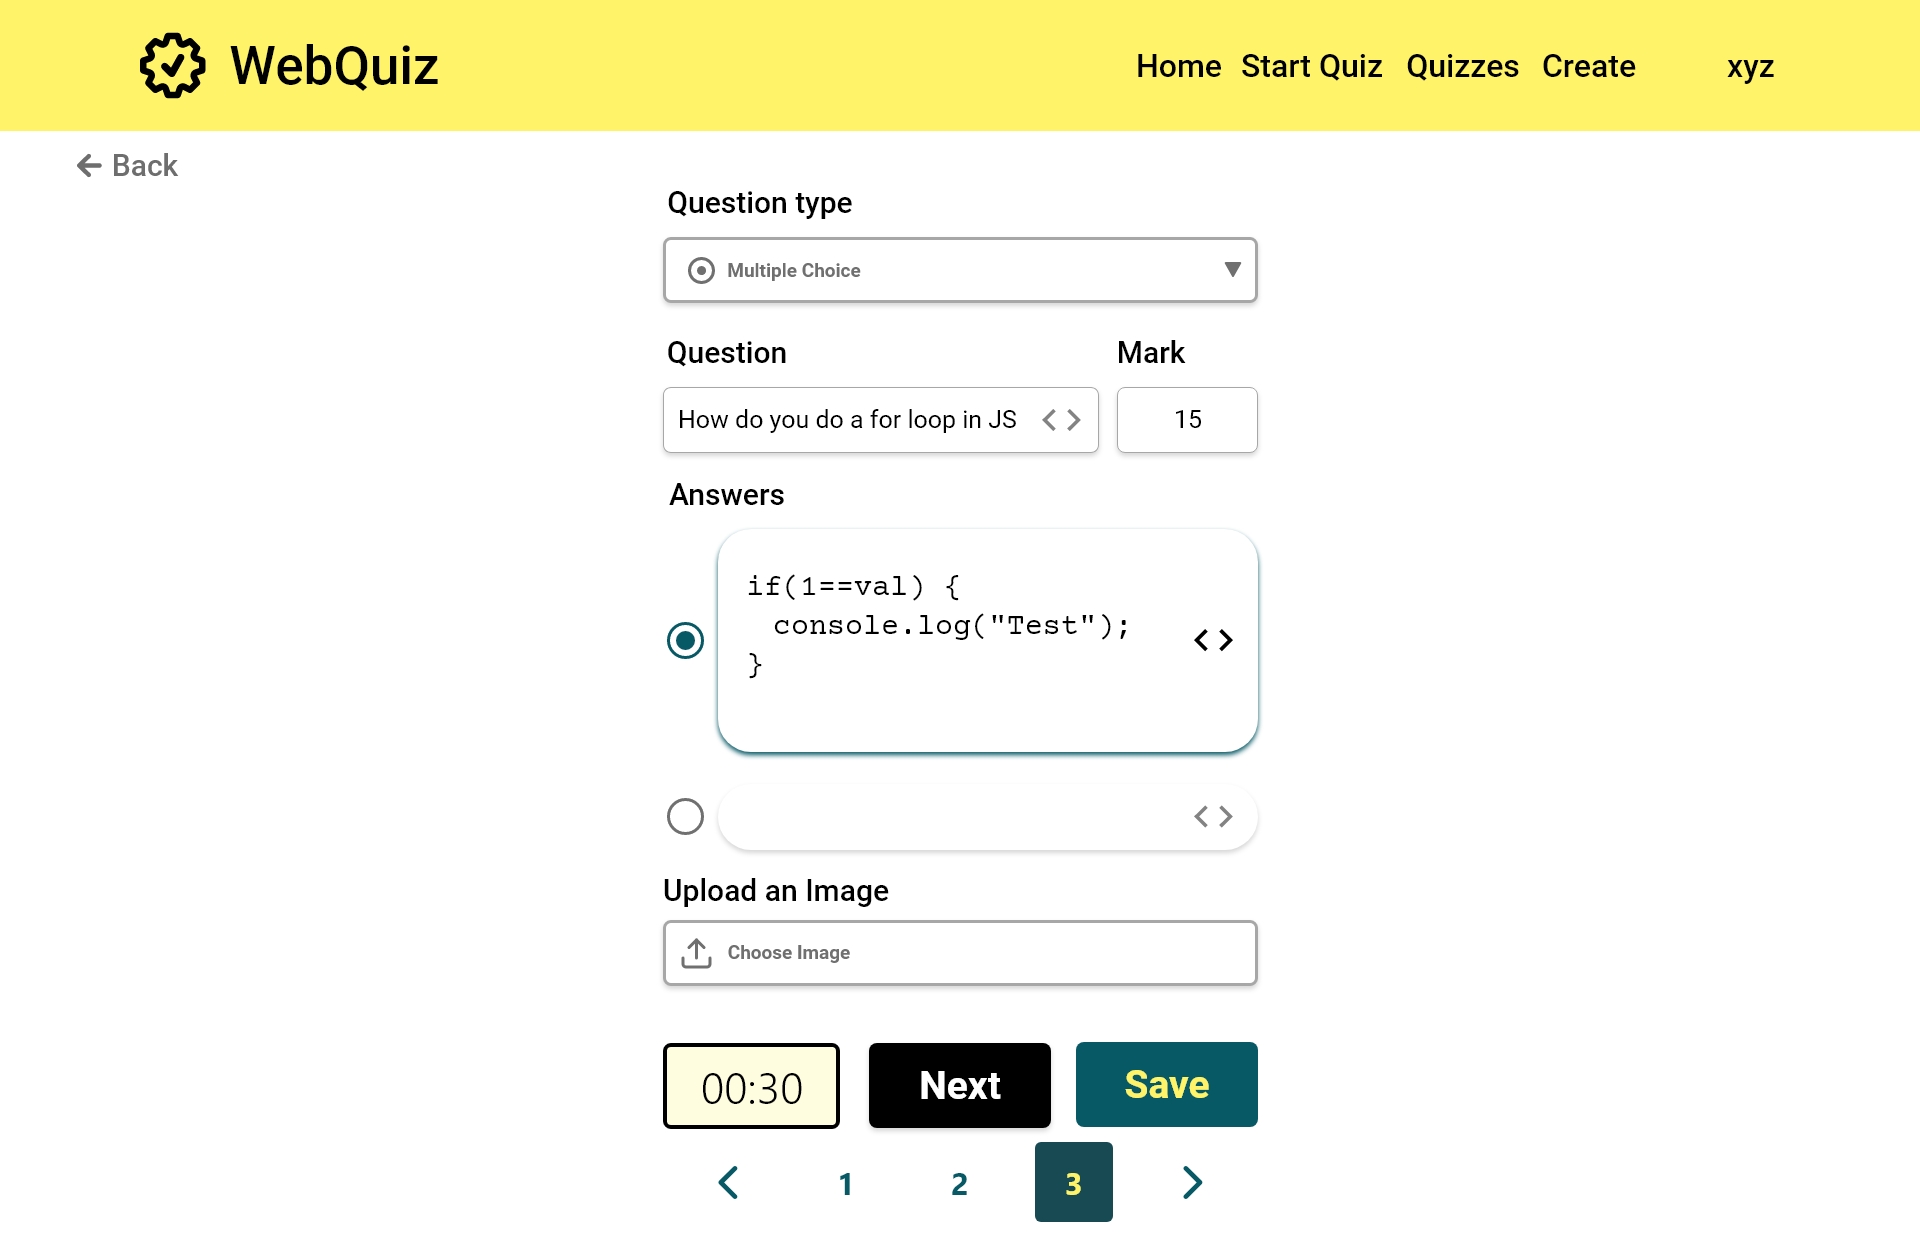 WebQuiz
Home Start Quiz Quizzes Create xyz
Back
Question type
Multiple Choice
Question Mark
How do you do a for loop in JS 15
Answers
if(1==val) {
console.log("Test");
}
Upload an Image
Choose Image
00:30 Next Save
1 2 3